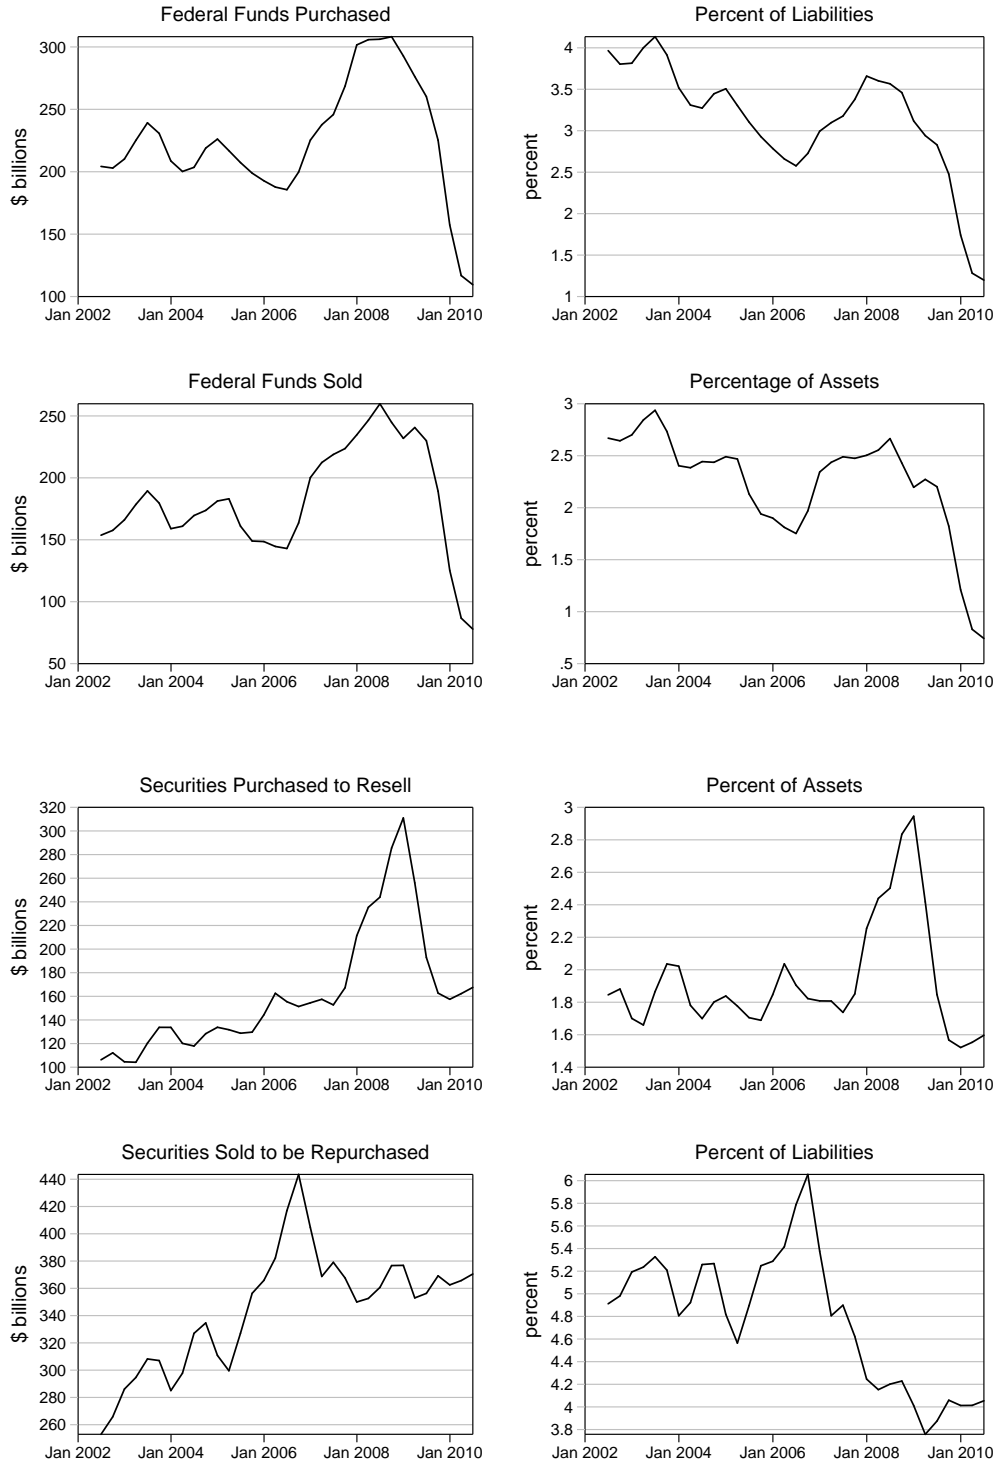 Federal Funds Purchased
$ billions
300
250
200
150
100
Jan 2002 Jan 2004 Jan 2006 Jan 2008 Jan 2010
Percent of Liabilities
percent
4
3.5
3
2.5
2
1.5
1
Jan 2002 Jan 2004 Jan 2006 Jan 2008 Jan 2010
Federal Funds Sold
$ billions
250
200
150
100
50
Jan 2002 Jan 2004 Jan 2006 Jan 2008 Jan 2010
Percentage of Assets
percent
3
2.5
2
1.5
1
.5
Jan 2002 Jan 2004 Jan 2006 Jan 2008 Jan 2010
Securities Purchased to Resell
$ billions
320
300
280
260
240
220
200
180
160
140
120
100
Jan 2002 Jan 2004 Jan 2006 Jan 2008 Jan 2010
Percent of Assets
percent
3
2.8
2.6
2.4
2.2
2
1.8
1.6
1.4
Jan 2002 Jan 2004 Jan 2006 Jan 2008 Jan 2010
Securities Sold to be Repurchased
$ billions
440
420
400
380
360
340
320
300
280
260
Jan 2002 Jan 2004 Jan 2006 Jan 2008 Jan 2010
Percent of Liabilities
percent
6
5.8
5.6
5.4
5.2
5
4.8
4.6
4.4
4.2
4
3.8
Jan 2002 Jan 2004 Jan 2006 Jan 2008 Jan 2010